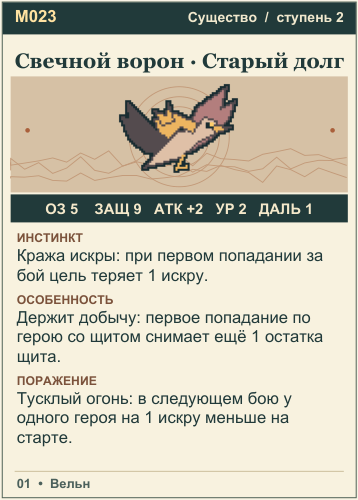 M023
Существо / ступень 2
Свечной ворон · Старый долг
ОЗ 5 ЗАЩ 9 АТК +2 УР 2 ДАЛЬ 1
ИНСТИНКТ
Кража искры: при первом попадании за
бой цель теряет 1 искру.
ОСОБЕННОСТЬ
Держит добычу: первое попадание по
герою со щитом снимает ещё 1 остатка
щита.
ПОРАЖЕНИЕ
Тусклый огонь: в следующем бою у
одного героя на 1 искру меньше на
старте.
01 • Вельн